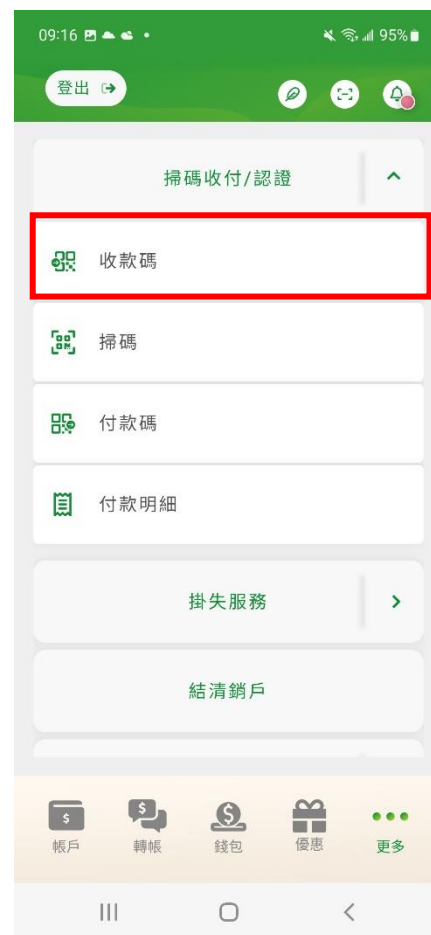 09:16 95%
登出
掃碼收付/認證
收款碼
掃碼
付款碼
付款明細
掛失服務
結清銷戶
帳戶 轉帳 錢包 優惠 更多